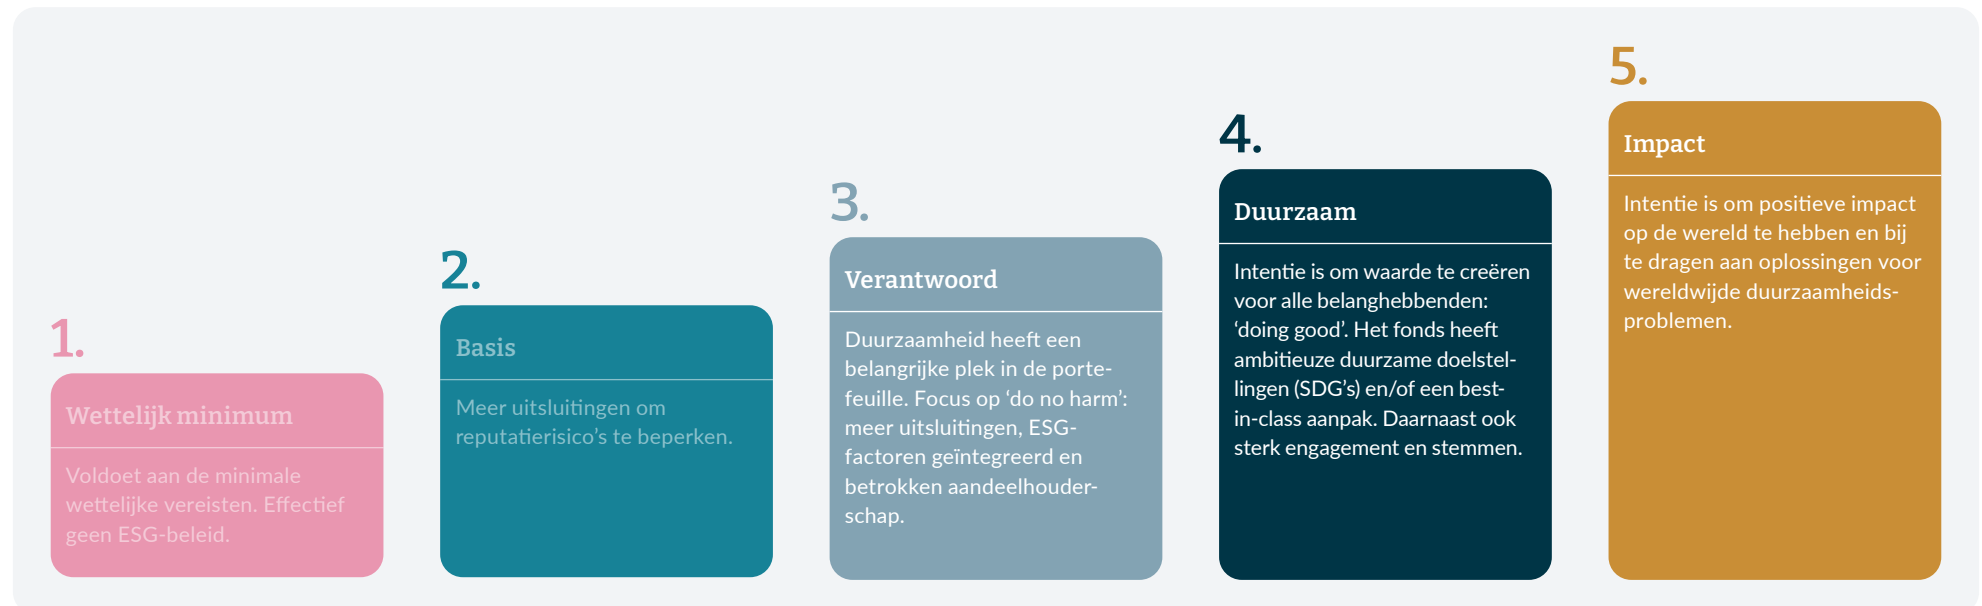 1.
Wettelijk minimum
Voldoet aan de minimale
wettelijke vereisten. Effectief
geen ESG-beleid.
2.
Basis
Meer uitsluitingen om
reputatierisico’s te beperken.
3.
Verantwoord
Duurzaamheid heeft een
belangrijke plek in de porte-
feuille. Focus op ‘do no harm’:
meer uitsluitingen, ESG-
factoren geïntegreerd en
betrokken aandeelhouder-
schap.
4.
Duurzaam
Intentie is om waarde te creëren
voor alle belanghebbenden:
‘doing good’. Het fonds heeft
ambitieuze duurzame doelstel-
lingen (SDG’s) en/of een best-
in-class aanpak. Daarnaast ook
sterk engagement en stemmen.
5.
Impact
Intentie is om positieve impact
op de wereld te hebben en bij
te dragen aan oplossingen voor
wereldwijde duurzaamheids-
problemen.